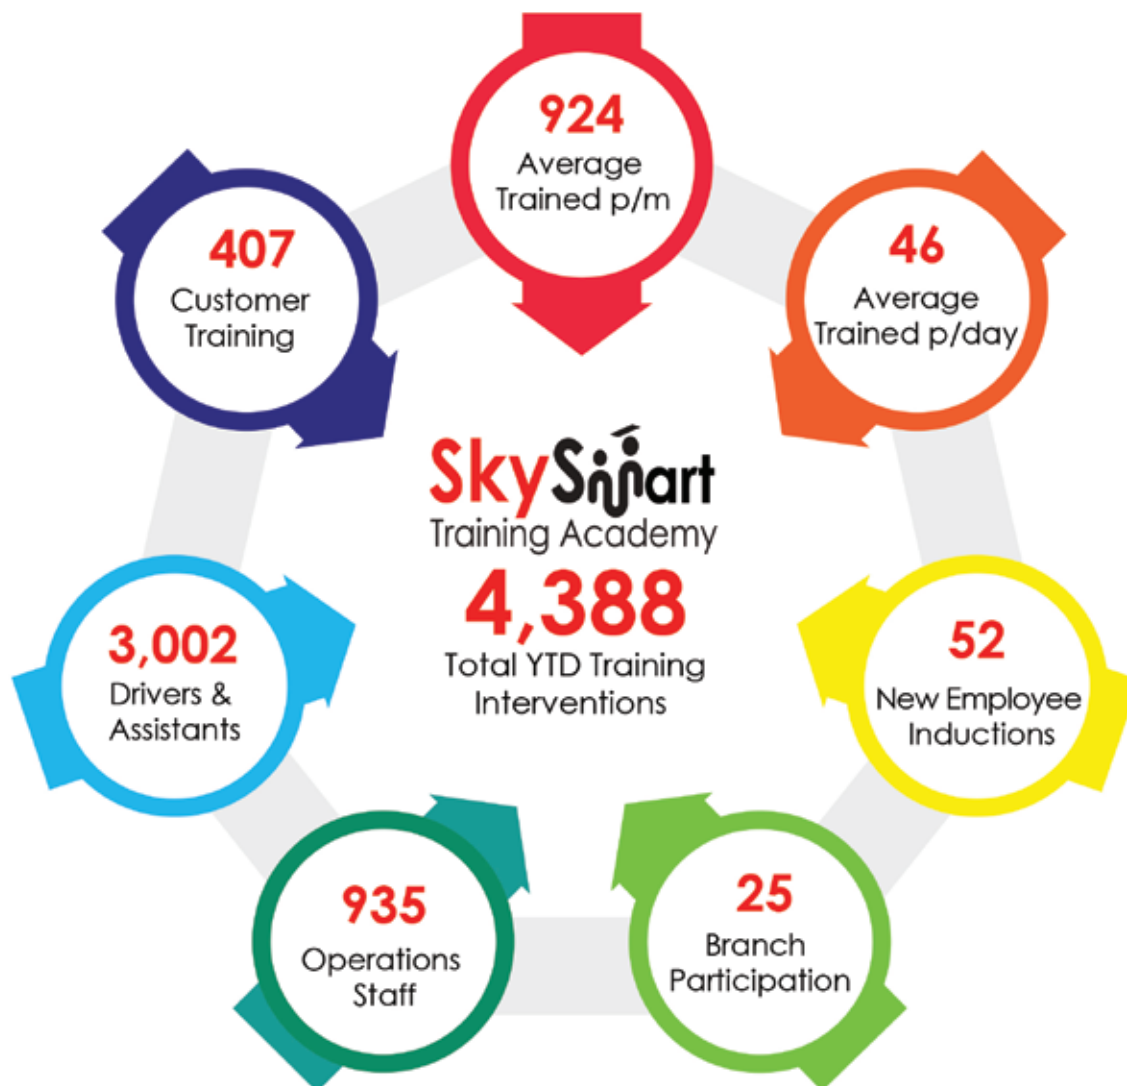 924
Average
Trained p/m
46
Average
Trained p/day
52
New Employee
Inductions
25
Branch
Participation
935
Operations
Staff
3,002
Drivers &
Assistants
407
Customer
Training
SkySmart
Training Academy
4,388
Total YTD Training
Interventions